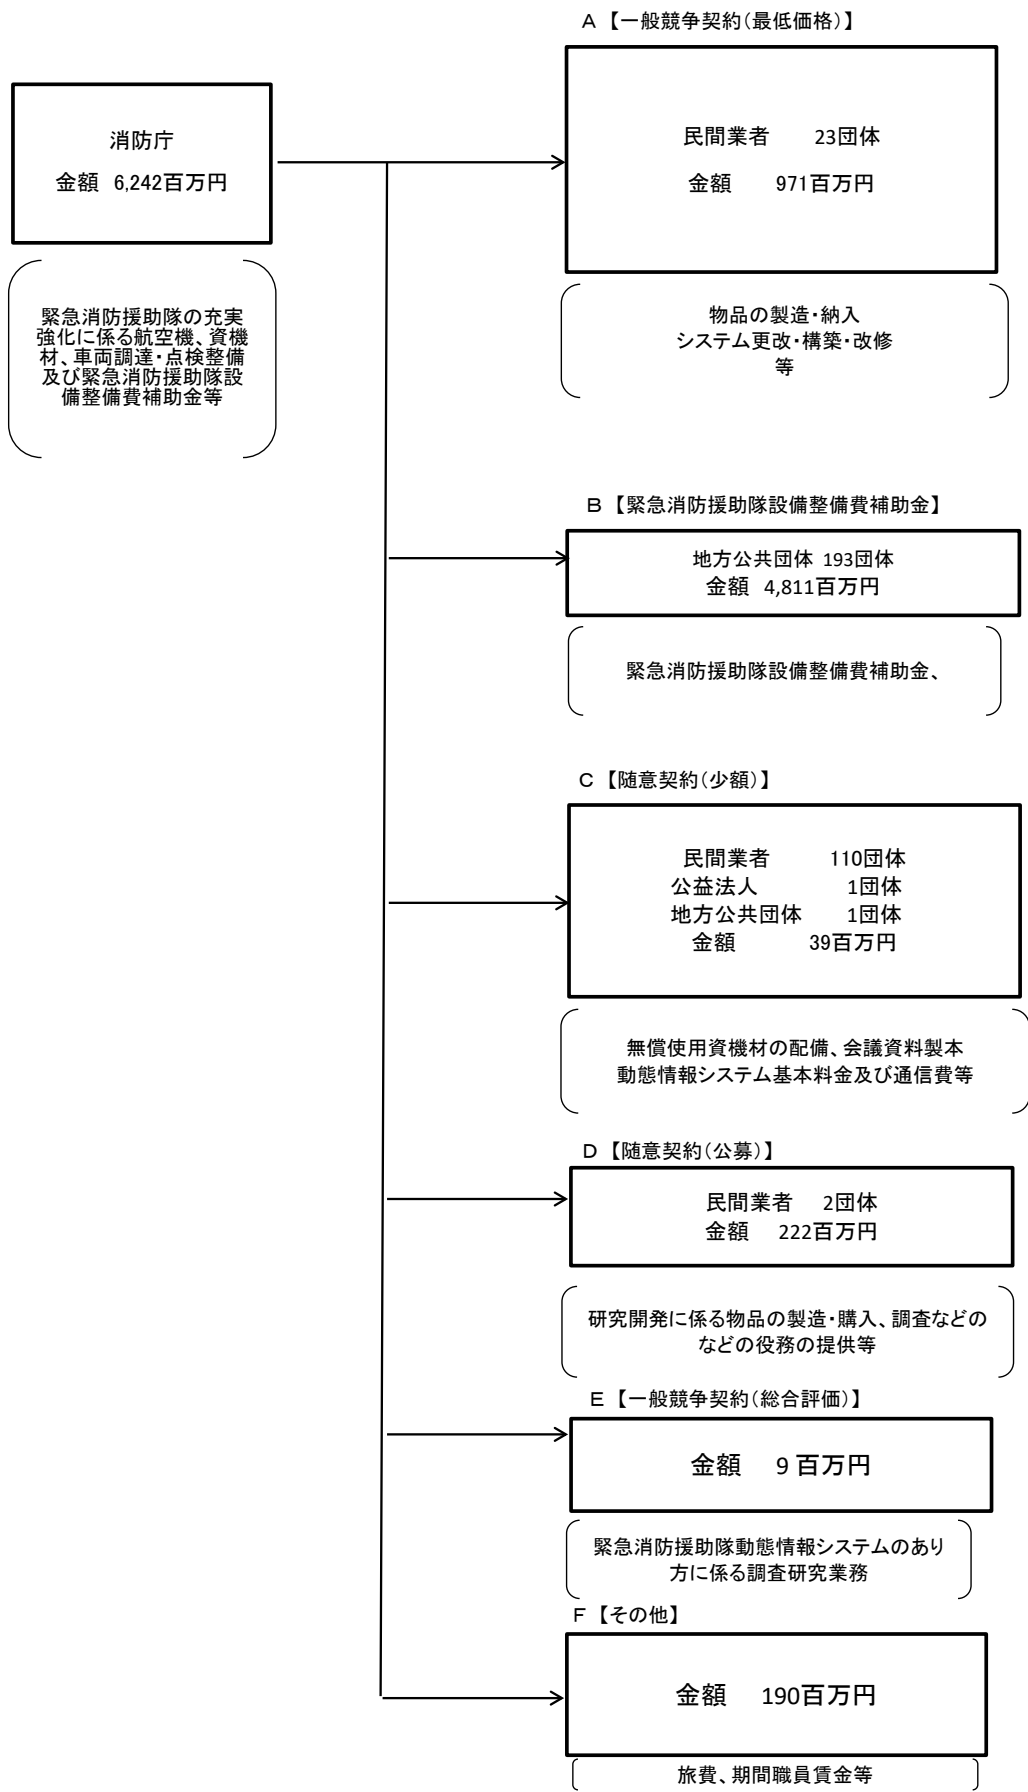 A 【一般競争契約(最低価格)】
消防庁
金額 6,242百万円
民間業者 23団体
金額 971百万円
緊急消防援助隊の充実
強化に係る航空機、資機
材、車両調達・点検整備
及び緊急消防援助隊設
備整備費補助金等
物品の製造・納入
システム更改・構築・改修
等
B 【緊急消防援助隊設備整備費補助金】
地方公共団体 193団体
金額 4,811百万円
緊急消防援助隊設備整備費補助金、
C 【随意契約(少額)】
民間業者 110団体
公益法人 1団体
地方公共団体 1団体
金額 39百万円
無償使用資機材の配備、会議資料製本
動態情報システム基本料金及び通信費等
D 【随意契約(公募)】
民間業者 2団体
金額 222百万円
研究開発に係る物品の製造・購入、調査などの
などの役務の提供等
E 【一般競争契約(総合評価)】
金額 9 百万円
緊急消防援助隊動態情報システムのあり
方に係る調査研究業務
F 【その他】
金額 190百万円
旅費、期間職員賃金等